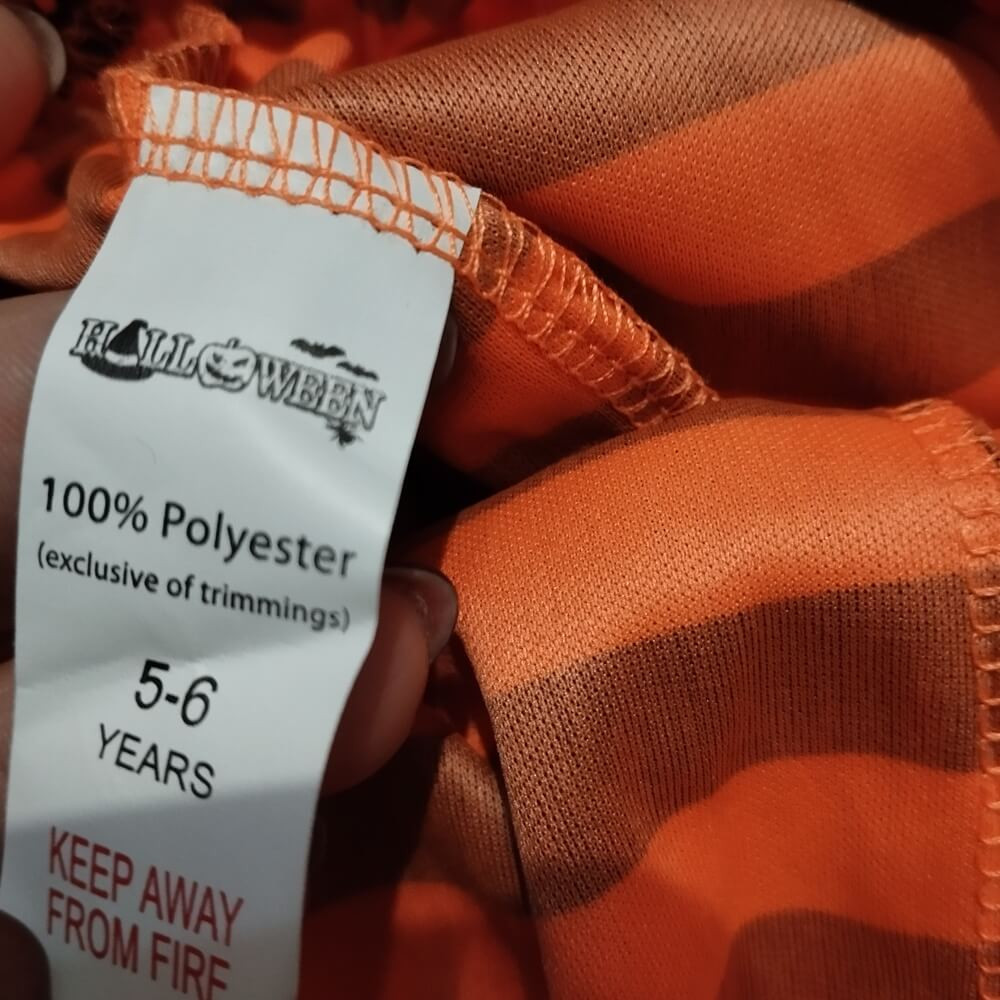 HALLOWEEN
100% Polyester
(exclusive of trimmings)
5-6
YEARS
KEEP AWAY
FROM FIRE